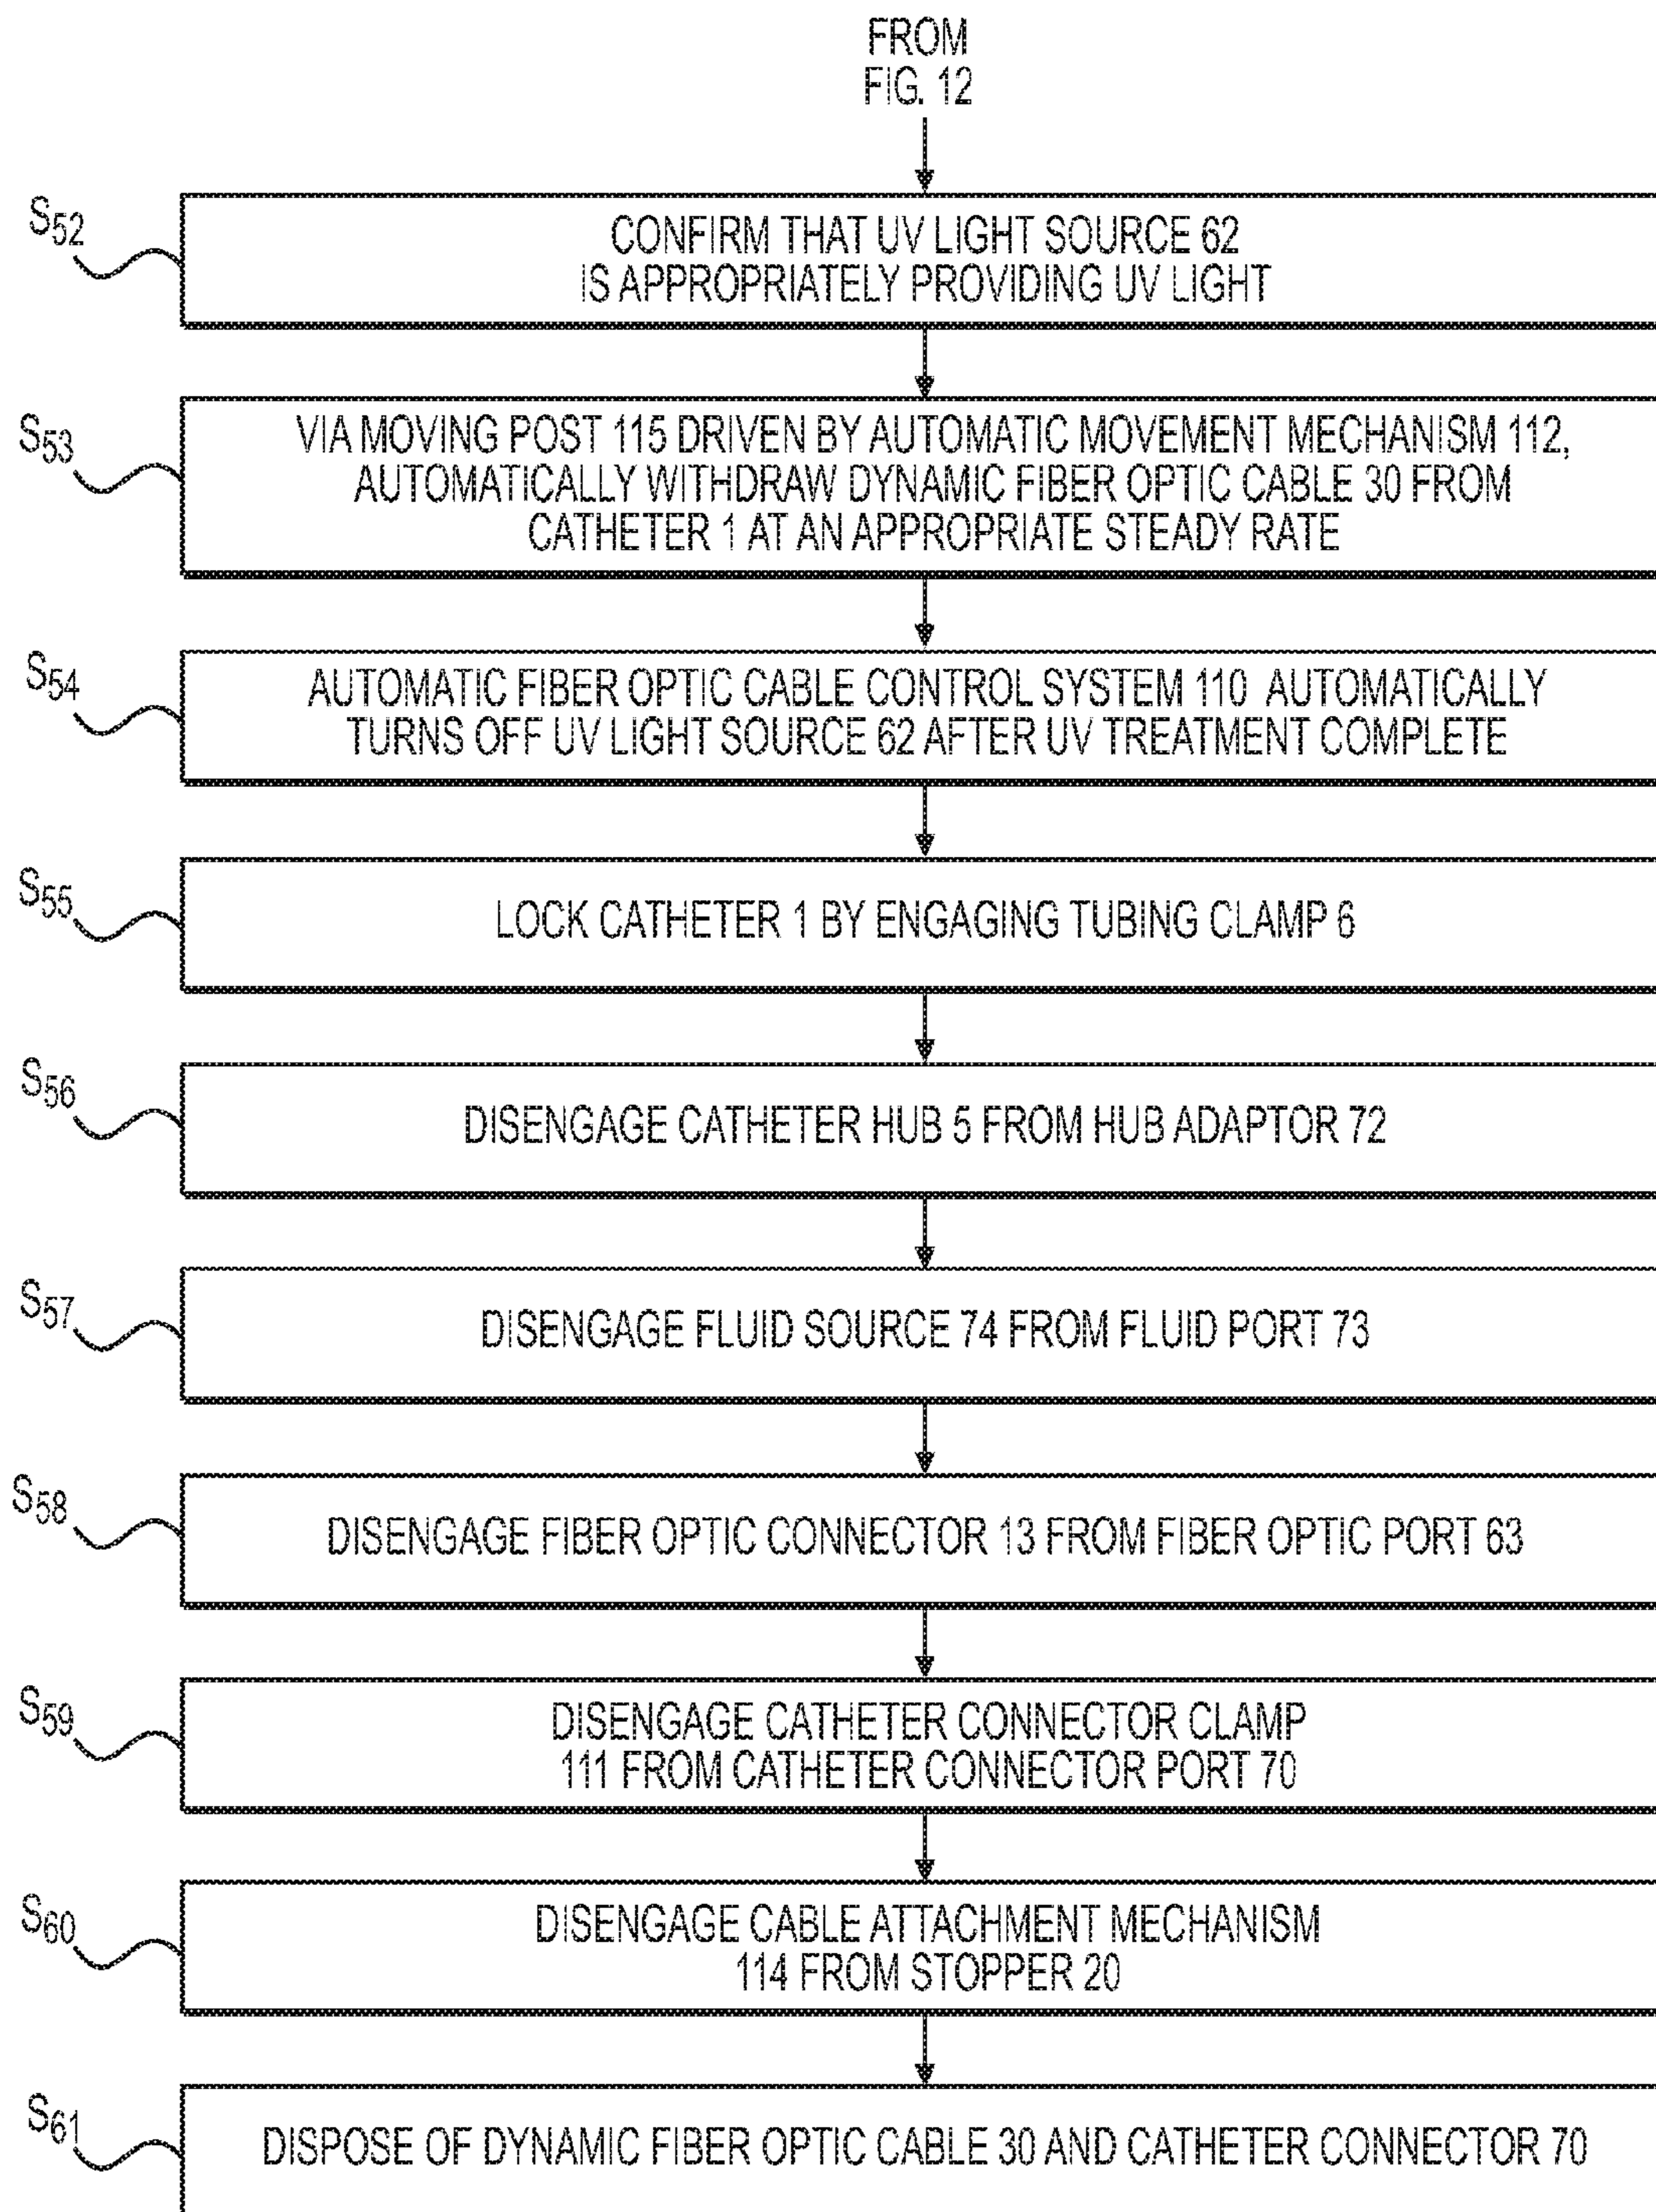 FROM
FIG. 12
S52
CONFIRM THAT UV LIGHT SOURCE 62
IS APPROPRIATELY PROVIDING UV LIGHT
S53
VIA MOVING POST 115 DRIVEN BY AUTOMATIC MOVEMENT MECHANISM 112,
AUTOMATICALLY WITHDRAW DYNAMIC FIBER OPTIC CABLE 30 FROM
CATHETER 1 AT AN APPROPRIATE STEADY RATE
S54
AUTOMATIC FIBER OPTIC CABLE CONTROL SYSTEM 110 AUTOMATICALLY
TURNS OFF UV LIGHT SOURCE 62 AFTER UV TREATMENT COMPLETE
S55
LOCK CATHETER 1 BY ENGAGING TUBING CLAMP 6
S56
DISENGAGE CATHETER HUB 5 FROM HUB ADAPTOR 72
S57
DISENGAGE FLUID SOURCE 74 FROM FLUID PORT 73
S58
DISENGAGE FIBER OPTIC CONNECTOR 13 FROM FIBER OPTIC PORT 63
S59
DISENGAGE CATHETER CONNECTOR CLAMP
111 FROM CATHETER CONNECTOR PORT 70
S60
DISENGAGE CABLE ATTACHMENT MECHANISM
114 FROM STOPPER 20
S61
DISPOSE OF DYNAMIC FIBER OPTIC CABLE 30 AND CATHETER CONNECTOR 70